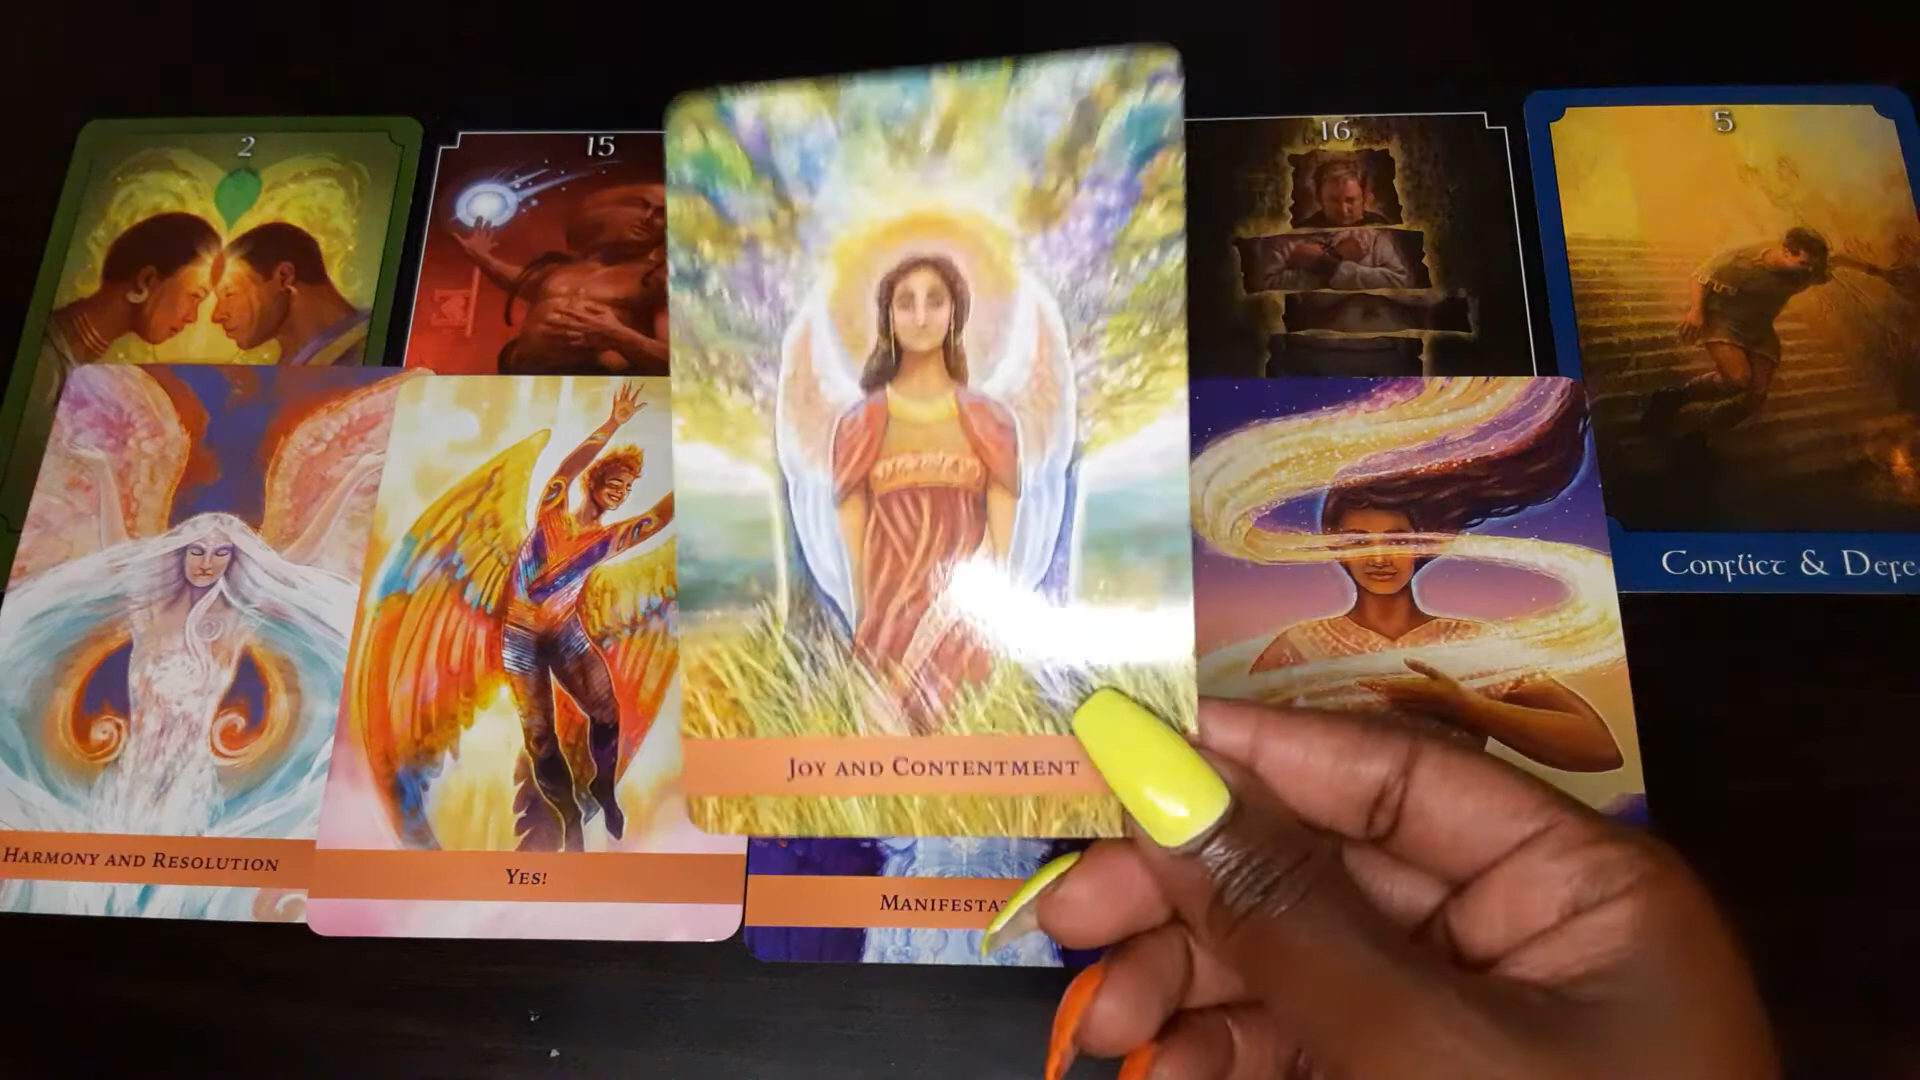 2
15
16
5
Conflict & Defe
Joy and Contentment
Harmony and Resolution
Yes!
Manifesta